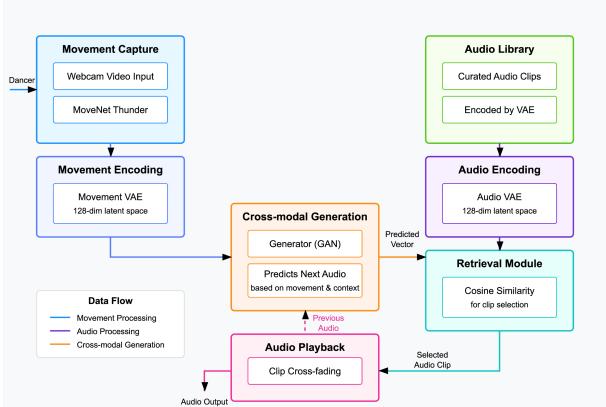 Dancer
Movement Capture
Webcam Video Input
MoveNet Thunder
Movement Encoding
Movement VAE
128-dim latent space
Audio Library
Curated Audio Clips
Encoded by VAE
Audio Encoding
Audio VAE
128-dim latent space
Cross-modal Generation
Generator (GAN)
Predicts Next Audio
based on movement & context
Predicted
Vector
Retrieval Module
Cosine Similarity
for clip selection
Data Flow
Movement Processing
Audio Processing
Cross-modal Generation
Previous
Audio
Audio Playback
Clip Cross-fading
Selected
Audio Clip
Audio Output